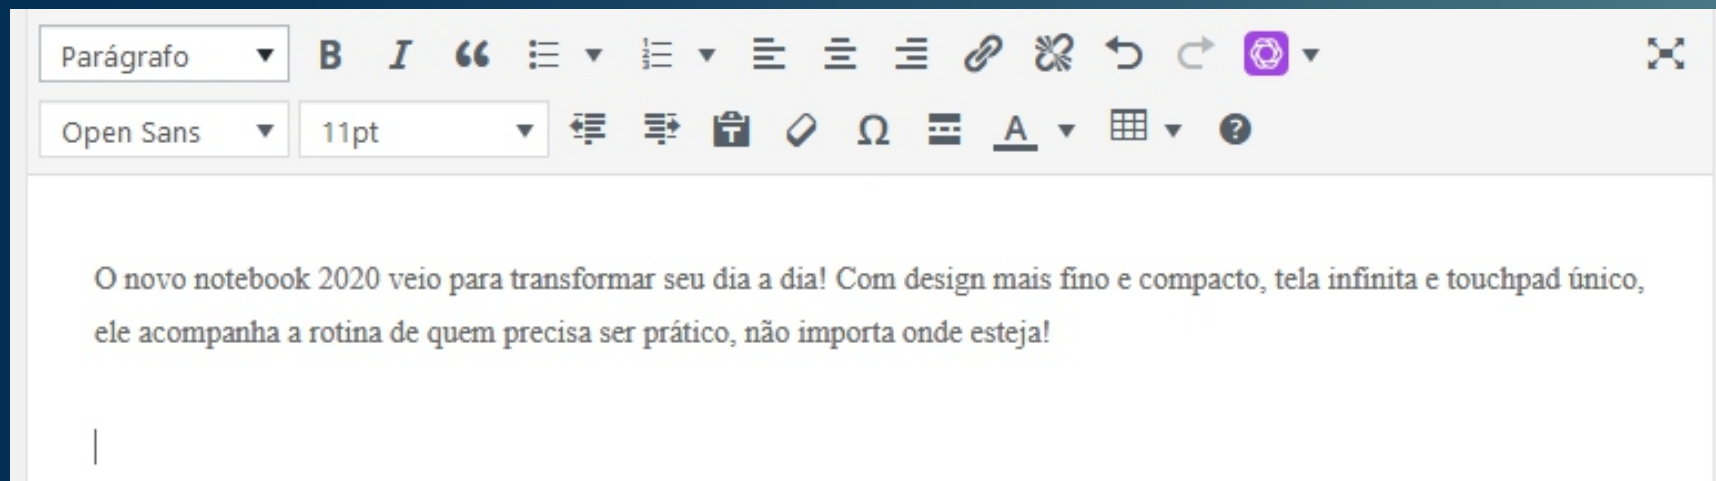 Parágrafo
Open Sans 11pt
O novo notebook 2020 veio para transformar seu dia a dia! Com design mais fino e compacto, tela infinita e touchpad único,
ele acompanha a rotina de quem precisa ser prático, não importa onde esteja!